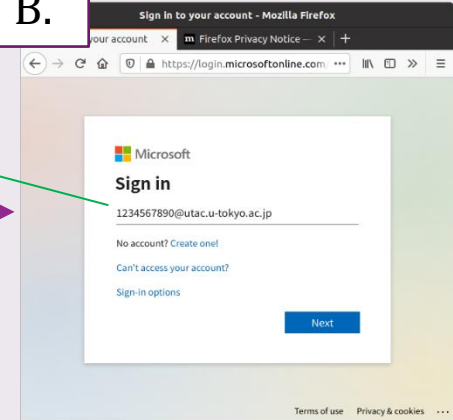 B.
Sign in to your account - Mozilla Firefox
your account × m Firefox Privacy Notice — × +
https://login.microsoftonline.com ...
Microsoft
Sign in
1234567890@utac.u-tokyo.ac.jp
No account? Create one!
Can't access your account?
Sign-in options
Next
Terms of use Privacy & cookies ...